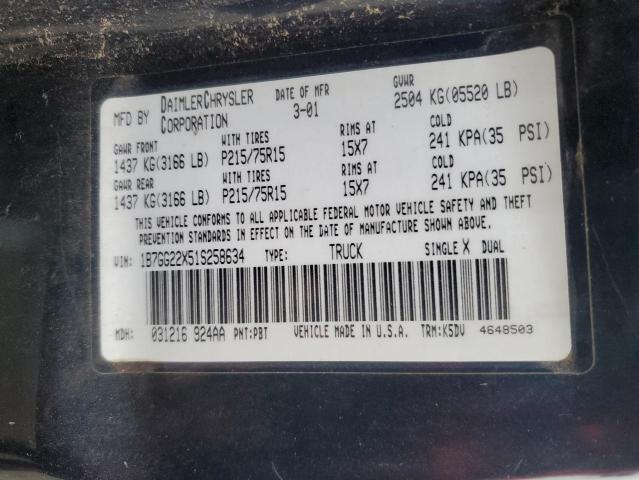 MFD BY DAIMLERCHRYSLER CORPORATION DATE OF MFR 3-01 GVWR 2504 KG(05520 LB)
GAWR FRONT WITH TIRES RIMS AT COLD
1437 KG(3166 LB) P215/75R15 15X7 241 KPA(35 PSI)
GAWR REAR WITH TIRES RIMS AT COLD
1437 KG(3166 LB) P215/75R15 15X7 241 KPA(35 PSI)
THIS VEHICLE CONFORMS TO ALL APPLICABLE FEDERAL MOTOR VEHICLE SAFETY AND THEFT
PREVENTION STANDARDS IN EFFECT ON THE DATE OF MANUFACTURE SHOWN ABOVE.
VIN: 1B7GG22X51S258634 TYPE: TRUCK SINGLE X DUAL
MDH: 031216 924AA PNT:PBT VEHICLE MADE IN U.S.A. TRM:K5DV 4648503